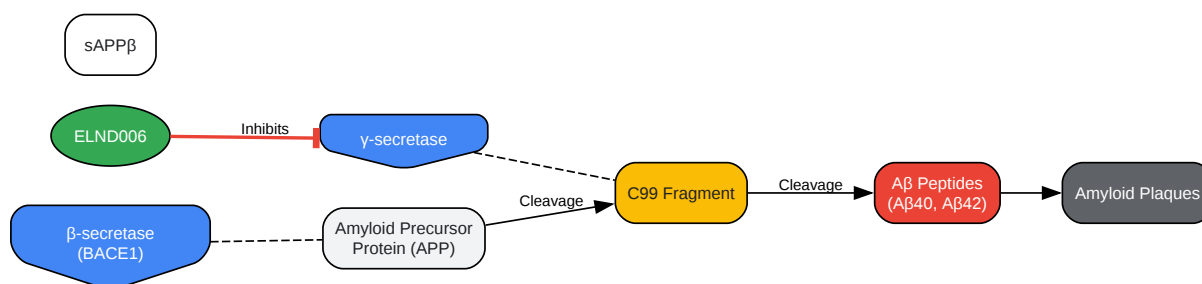 sAPPβ
ELND006
Inhibits
γ-secretase
β-secretase
(BACE1)
Amyloid Precursor
Protein (APP)
Cleavage
C99 Fragment
Cleavage
Aβ Peptides
(Aβ40, Aβ42)
Amyloid Plaques